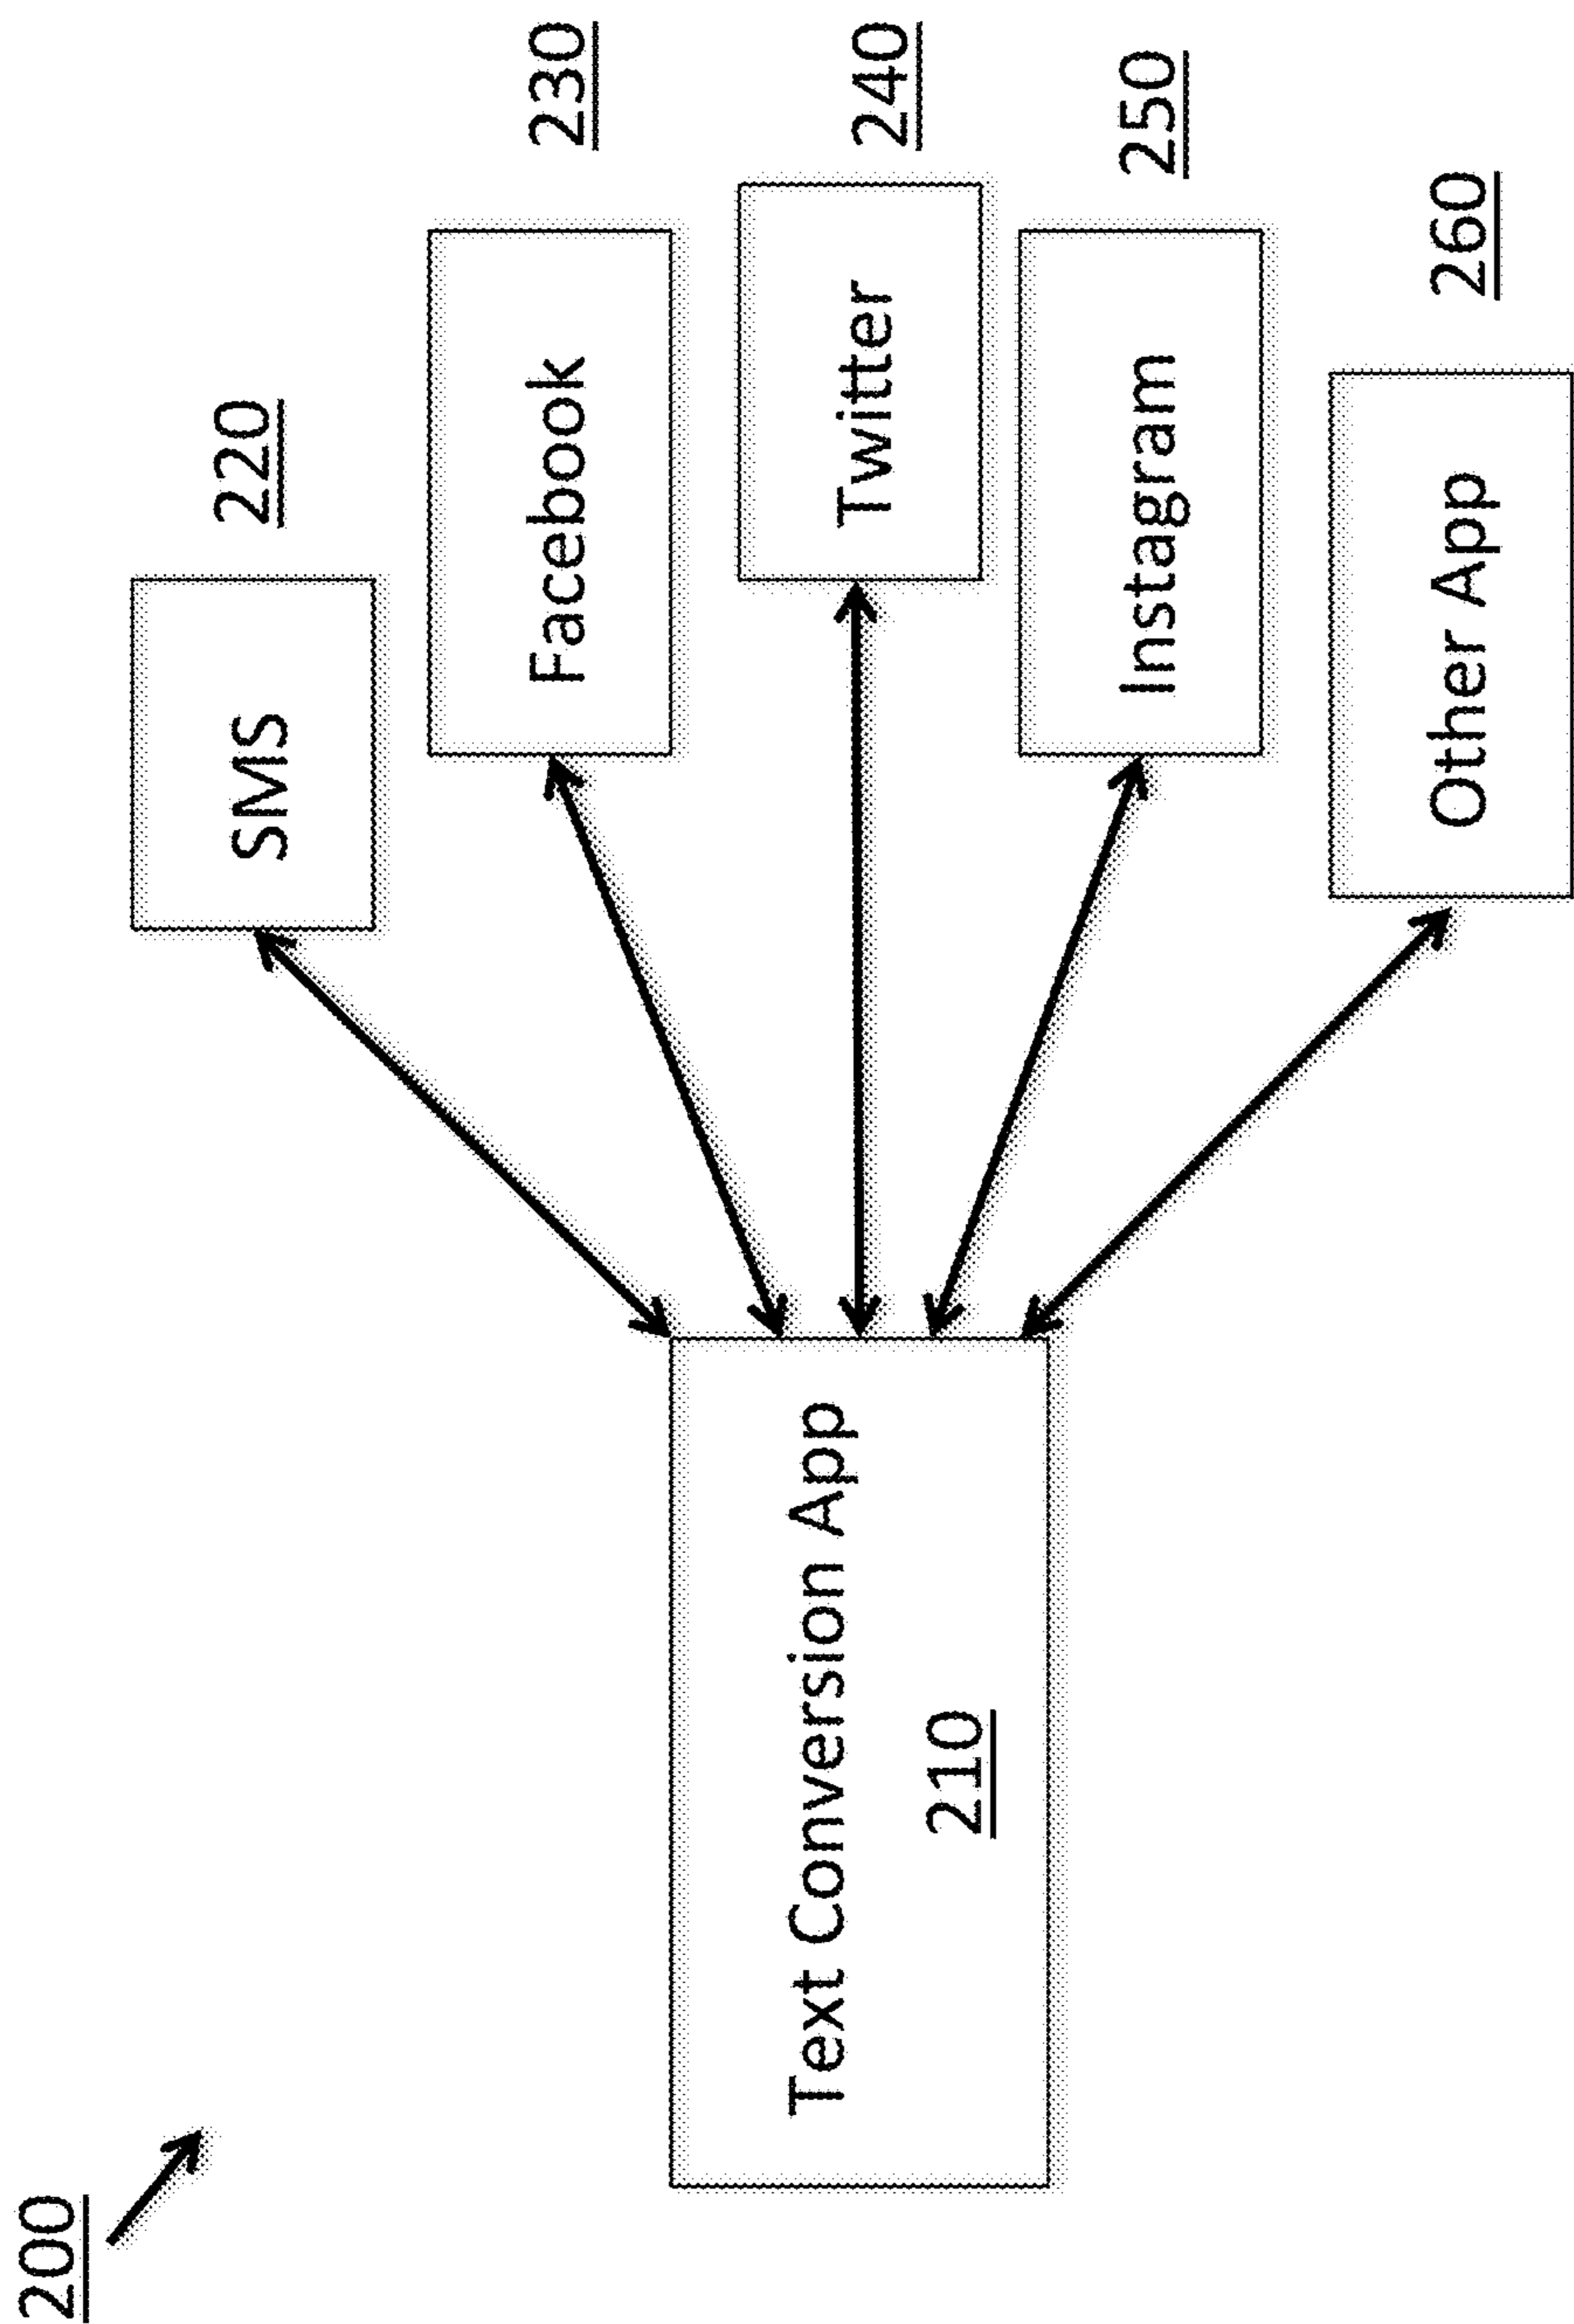 200
SMS
220
Facebook
230
Text Conversion App
210
Twitter
240
Instagram
250
Other App
260